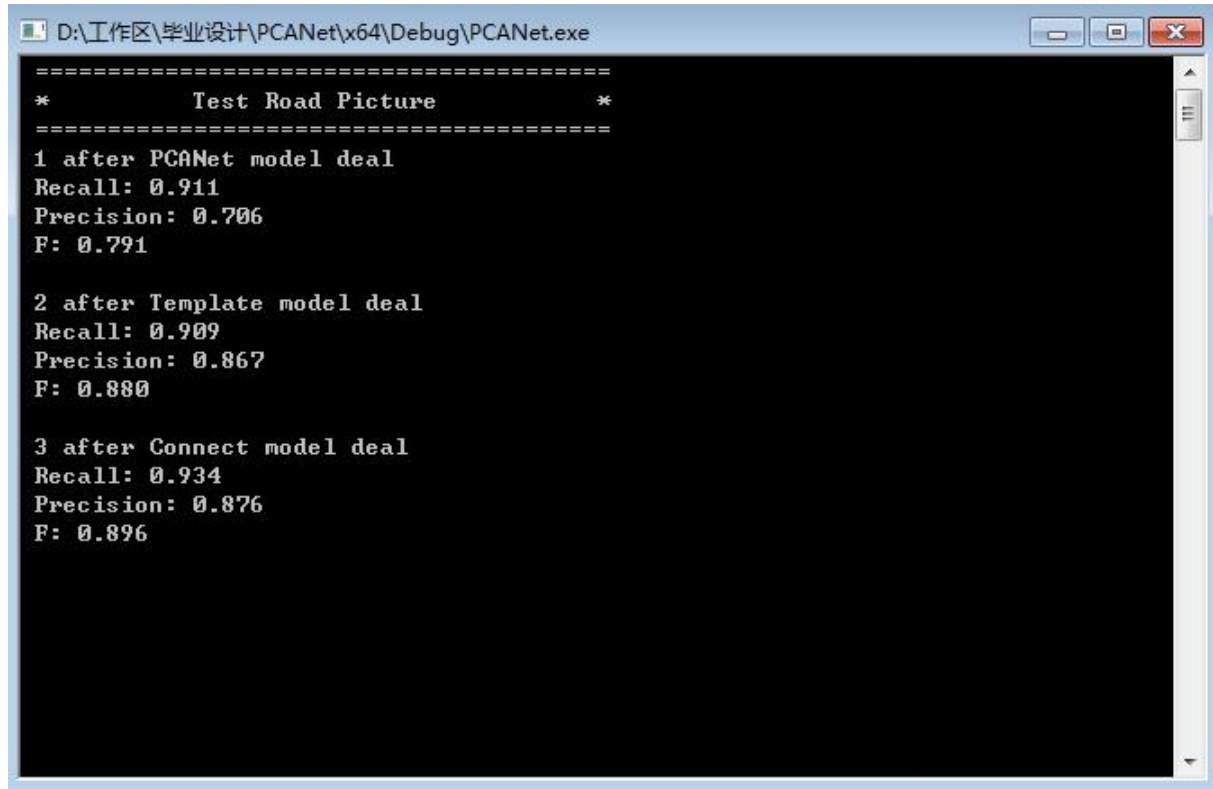 D:\工作区\毕业设计\PCANet\x64\Debug\PCANet.exe
========================================
* Test Road Picture *
========================================
1 after PCANet model deal
Recall: 0.911
Precision: 0.706
F: 0.791
2 after Template model deal
Recall: 0.909
Precision: 0.867
F: 0.880
3 after Connect model deal
Recall: 0.934
Precision: 0.876
F: 0.896